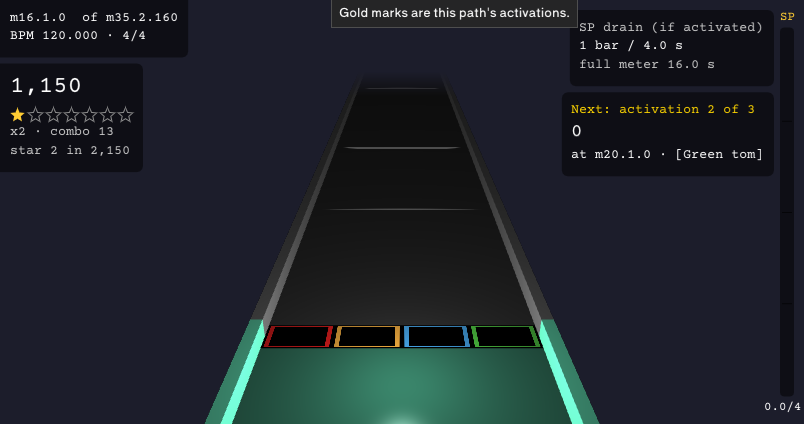 m16.1.0  of m35.2.160
BPM 120.000 · 4/4
1,150
x2 · combo 13
star 2 in 2,150
Gold marks are this path's activations.
SP drain (if activated)
1 bar / 4.0 s
full meter 16.0 s
Next: activation 2 of 3
0
at m20.1.0 · [Green tom]
SP
0.0/4